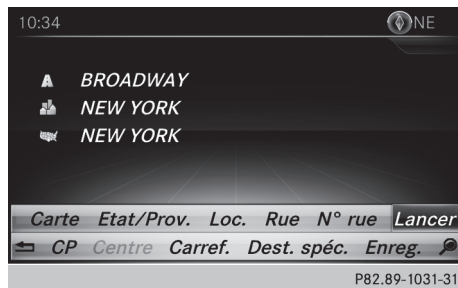 10:34 NE
BROADWAY
NEW YORK
NEW YORK
Carte Etat/Prov. Loc. Rue N° rue Lancer
CP Centre Carref. Dest. spéc. Enreg.
P82.89-1031-31